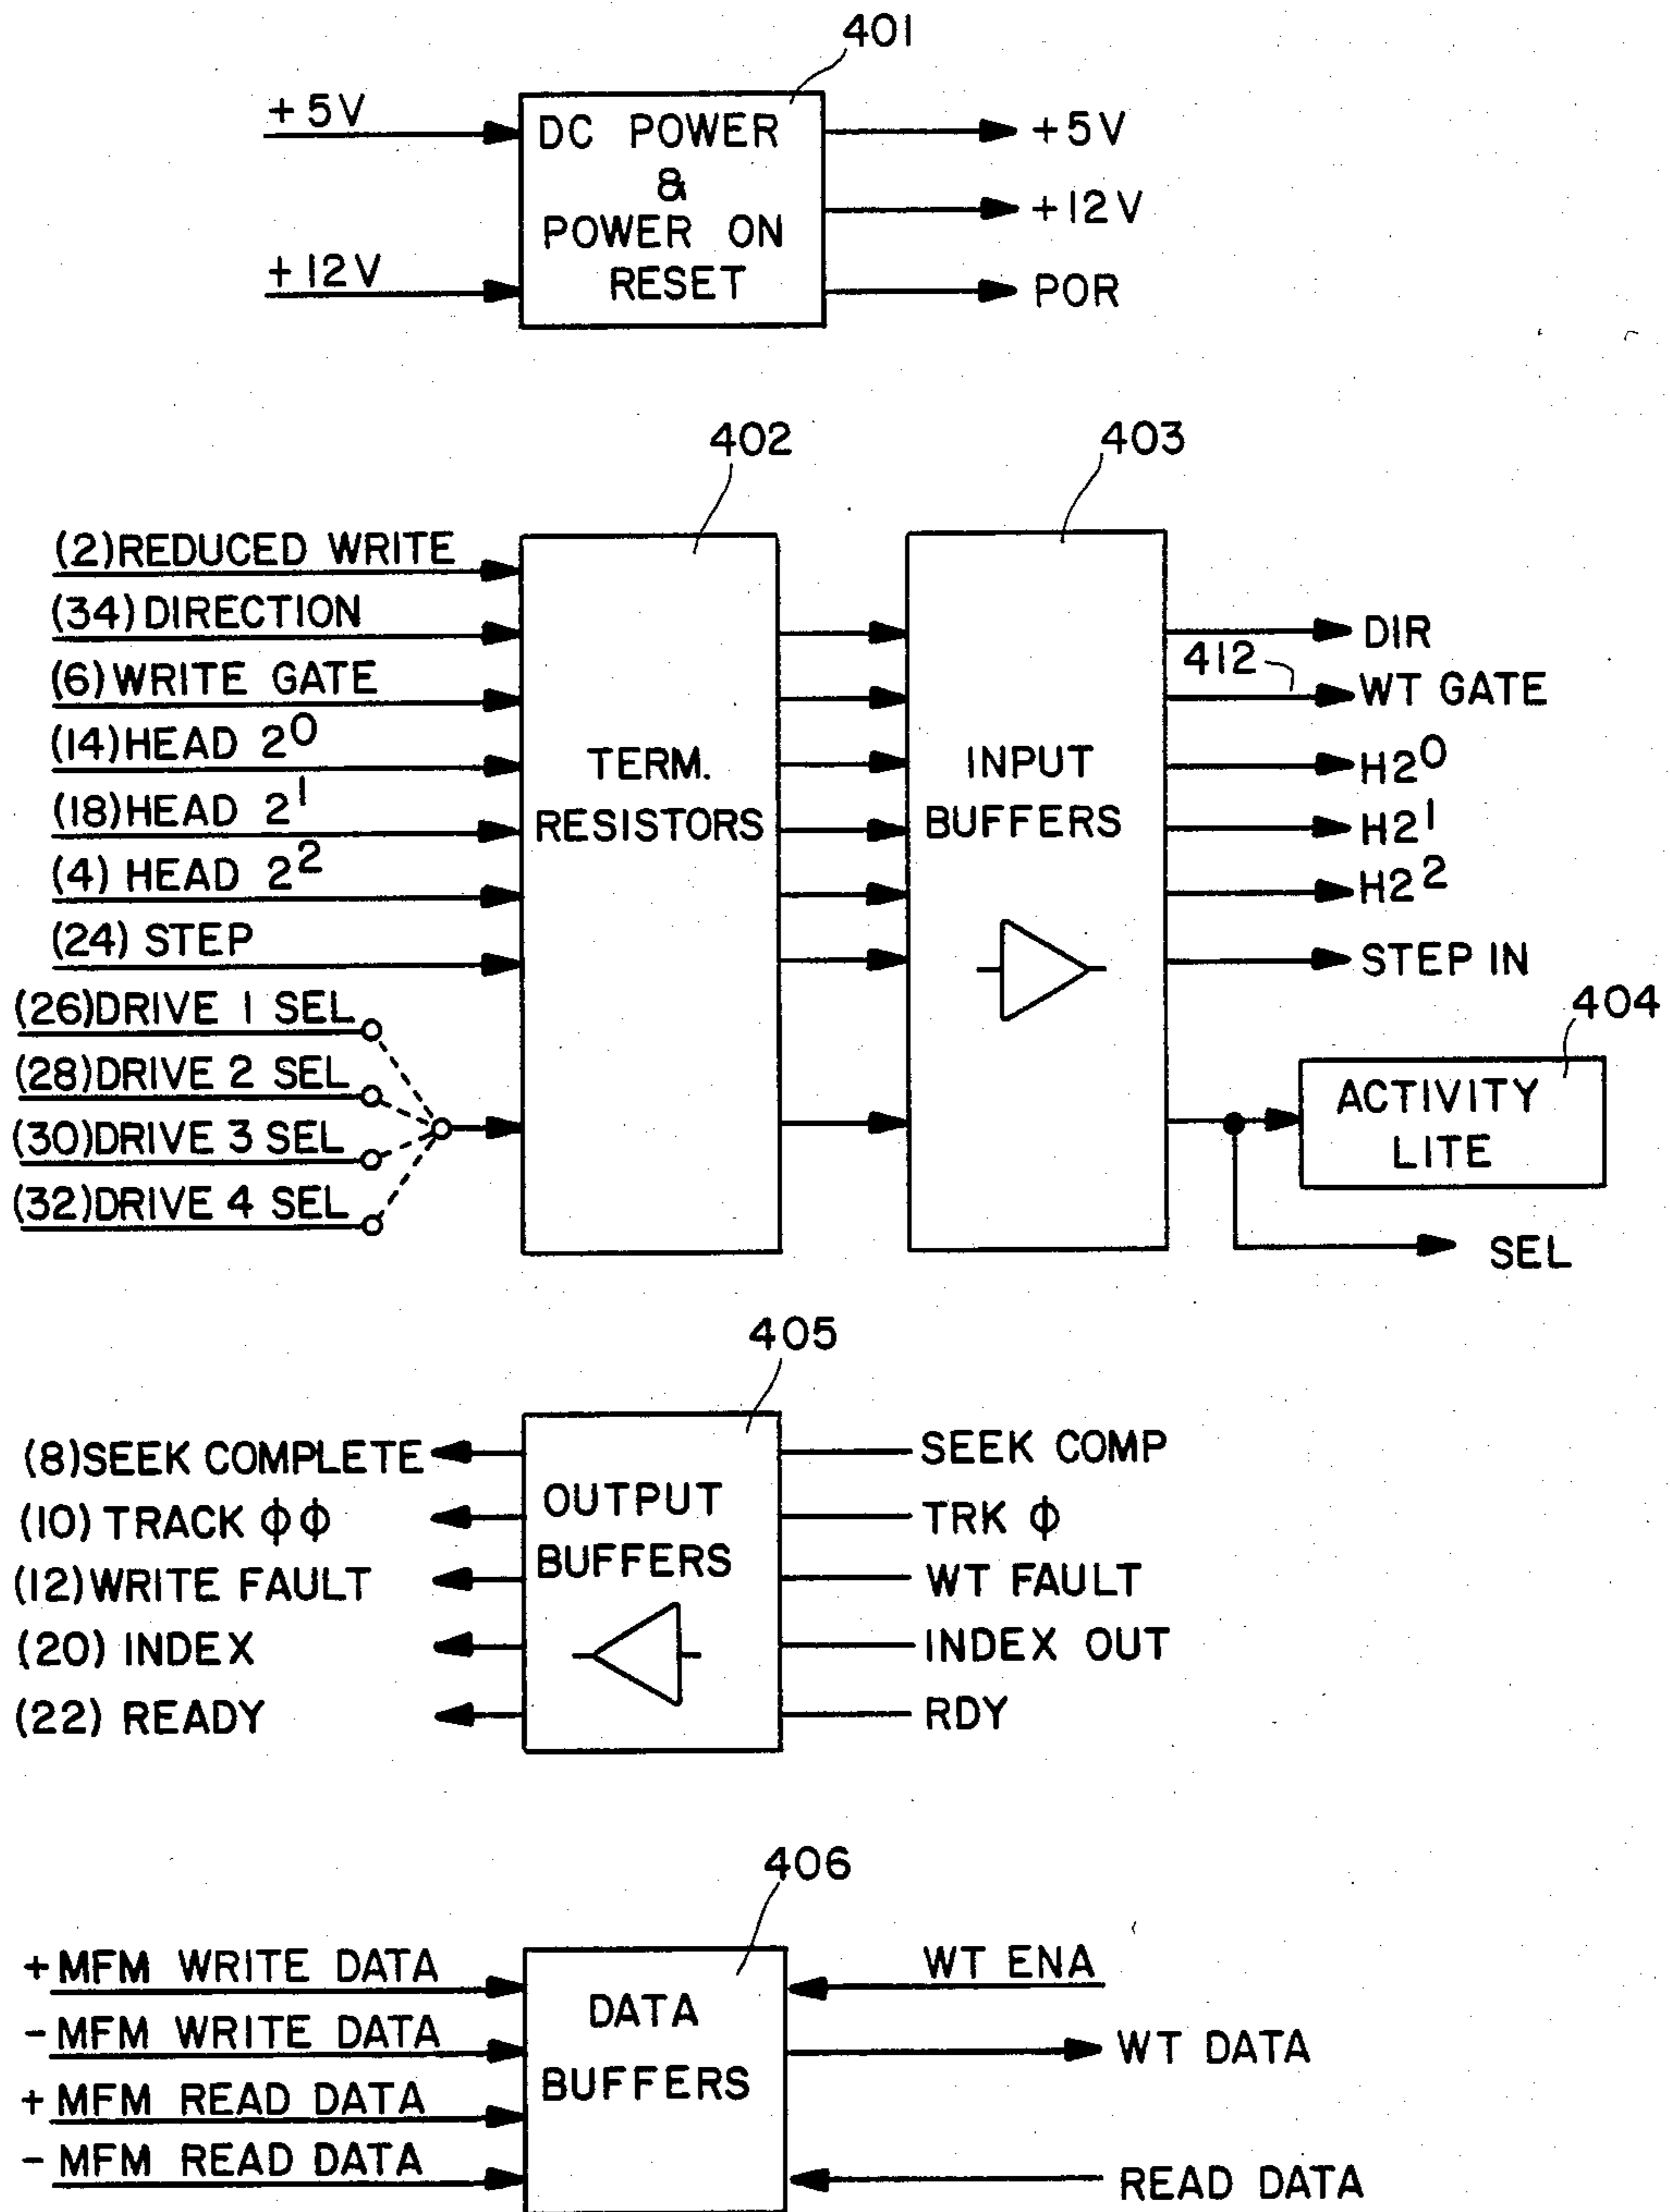 401
+5V
DC POWER
&
POWER ON
RESET
+12V
+5V
+12V
POR
402
403
(2)REDUCED WRITE
(34)DIRECTION
(6)WRITE GATE
(14)HEAD 2⁰
(18)HEAD 2¹
(4) HEAD 2²
(24) STEP
(26)DRIVE 1 SEL
(28)DRIVE 2 SEL
(30)DRIVE 3 SEL
(32)DRIVE 4 SEL
TERM.
RESISTORS
INPUT
BUFFERS
DIR
412
WT GATE
H2⁰
H2¹
H2²
STEP IN
404
ACTIVITY
LITE
SEL
405
(8)SEEK COMPLETE
(10) TRACK ϕϕ
(12)WRITE FAULT
(20) INDEX
(22) READY
OUTPUT
BUFFERS
SEEK COMP
TRK ϕ
WT FAULT
INDEX OUT
RDY
406
+MFM WRITE DATA
-MFM WRITE DATA
+MFM READ DATA
-MFM READ DATA
DATA
BUFFERS
WT ENA
WT DATA
READ DATA